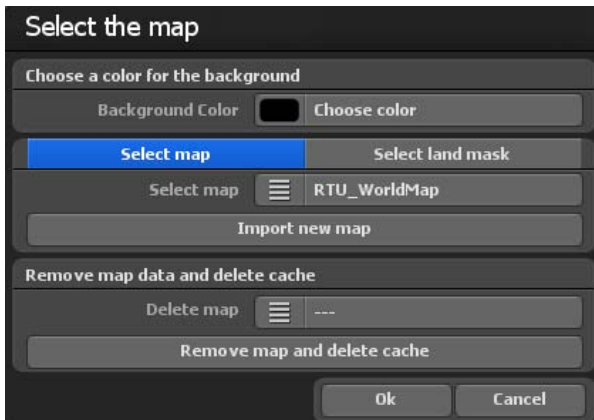 Select the map
Choose a color for the background
Background Color Choose color
Select map Select land mask
Select map RTU_WorldMap
Import new map
Remove map data and delete cache
Delete map ---
Remove map and delete cache
Ok Cancel